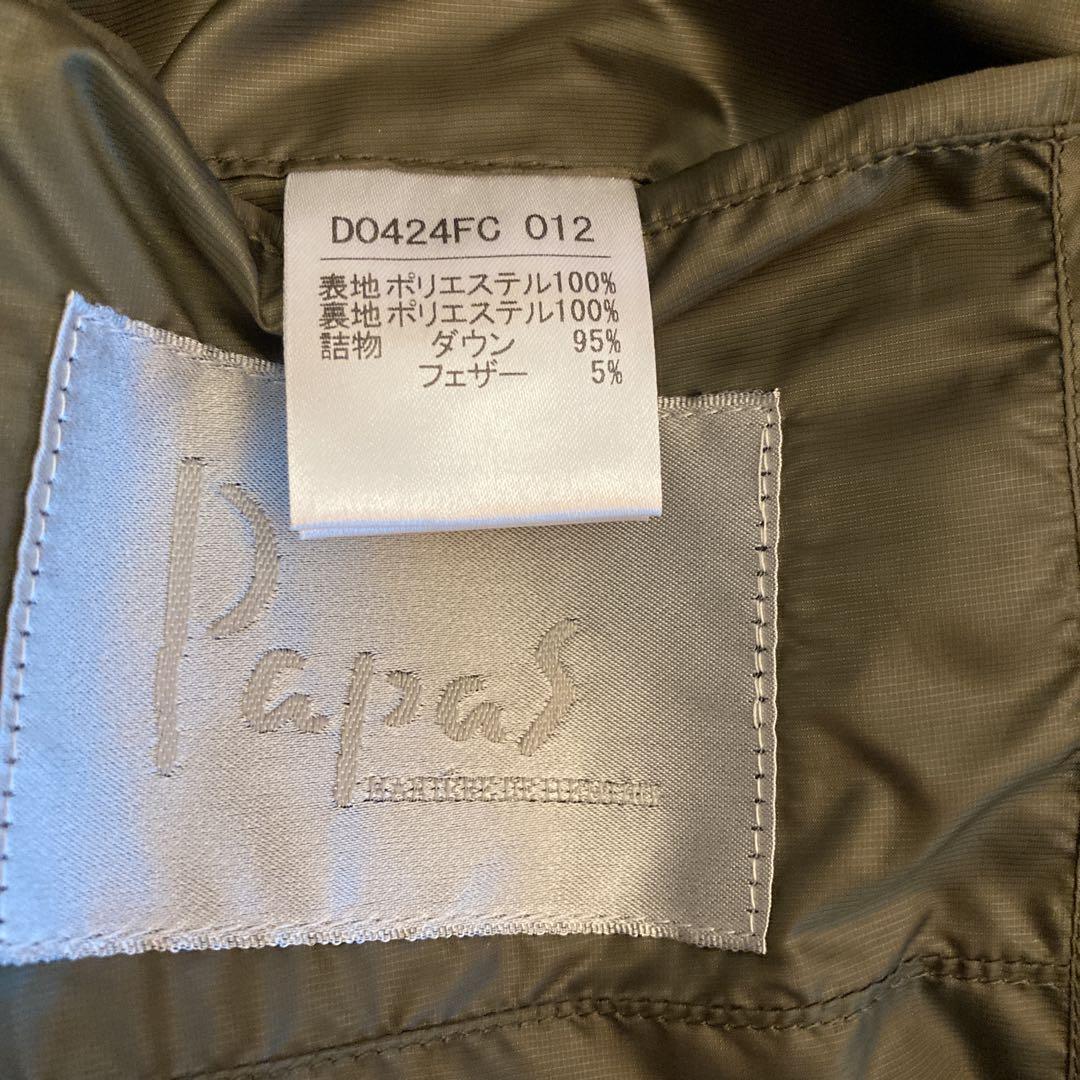 D0424FC 012
表地 ポリエステル100%
裏地 ポリエステル100%
詰物 ダウン 95%
フェザー 5%
Papas